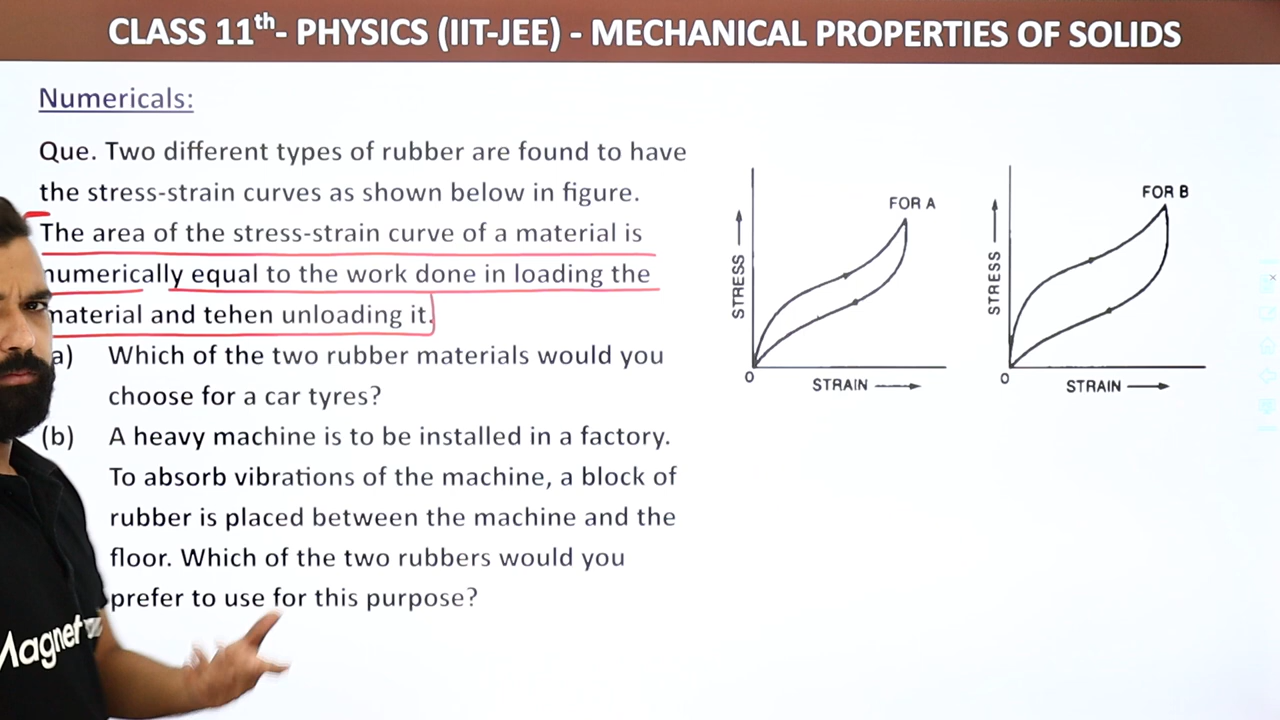 CLASS 11th- PHYSICS (IIT-JEE) - MECHANICAL PROPERTIES OF SOLIDS
Numericals:
Que. Two different types of rubber are found to have
the stress-strain curves as shown below in figure.
The area of the stress-strain curve of a material is
numerically equal to the work done in loading the
material and tehen unloading it.
a) Which of the two rubber materials would you
choose for a car tyres?
(b) A heavy machine is to be installed in a factory.
To absorb vibrations of the machine, a block of
rubber is placed between the machine and the
floor. Which of the two rubbers would you
prefer to use for this purpose?
FOR A
STRESS
0
STRAIN
FOR B
STRESS
0
STRAIN
Magnet